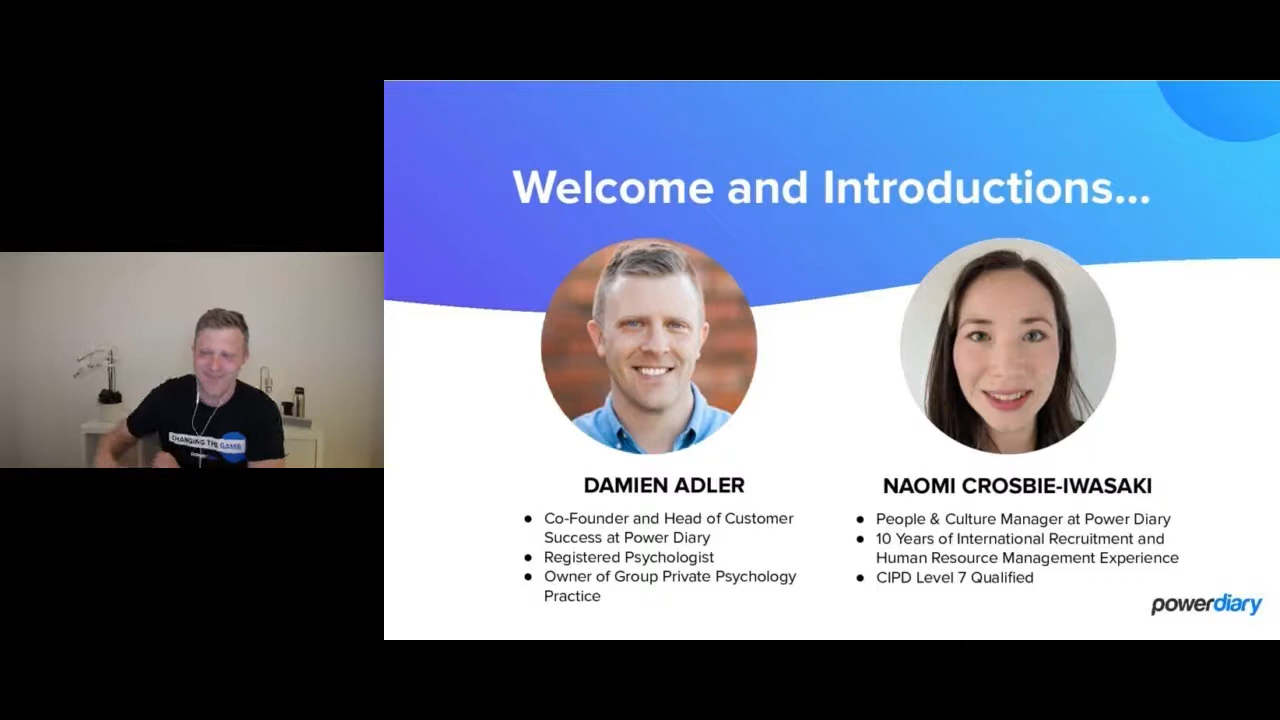 Welcome and Introductions...
DAMIEN ADLER
● Co-Founder and Head of Customer
Success at Power Diary
● Registered Psychologist
● Owner of Group Private Psychology
Practice
NAOMI CROSBIE-IWASAKI
● People & Culture Manager at Power Diary
● 10 Years of International Recruitment and
Human Resource Management Experience
● CIPD Level 7 Qualified
powerdiary
CHANGING THE GAME